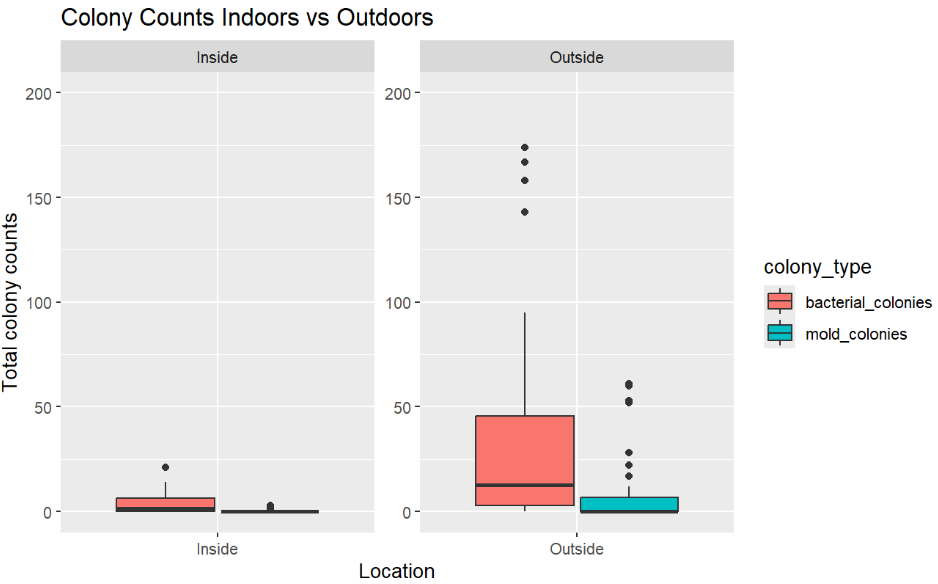 Colony Counts Indoors vs Outdoors
Inside
Outside
Total colony counts
200
150
100
50
0
200
150
100
50
0
Inside
Outside
Location
colony_type
bacterial_colonies
mold_colonies